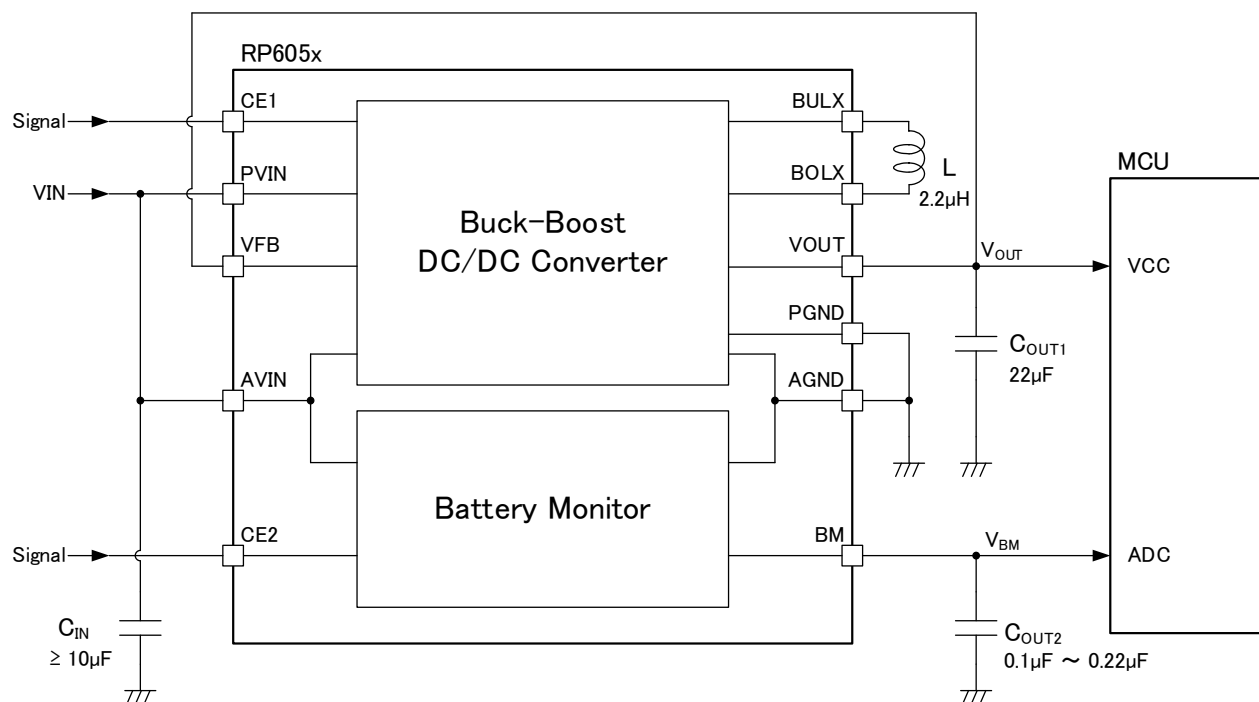 RP605x
CE1
BULX
Signal
MCU
PVIN
BOLX
L
VIN
2.2µH
Buck-Boost
DC/DC Converter
VFB
VOUT
VOUT
VCC
PGND
COUT1
22µF
AVIN
AGND
Battery Monitor
CE2
BM
VBM
Signal
ADC
CIN
≥ 10µF
COUT2
0.1µF ～ 0.22µF